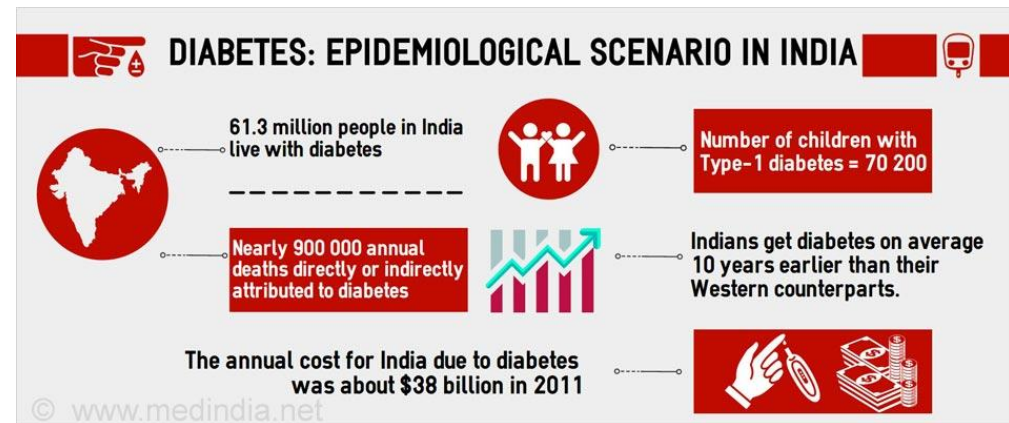 DIABETES: EPIDEMIOLOGICAL SCENARIO IN INDIA
61.3 million people in India
live with diabetes
Number of children with
Type-1 diabetes = 70 200
Nearly 900 000 annual
deaths directly or indirectly
attributed to diabetes
Indians get diabetes on average
10 years earlier than their
Western counterparts.
The annual cost for India due to diabetes
was about $38 billion in 2011
© www.medindia.net